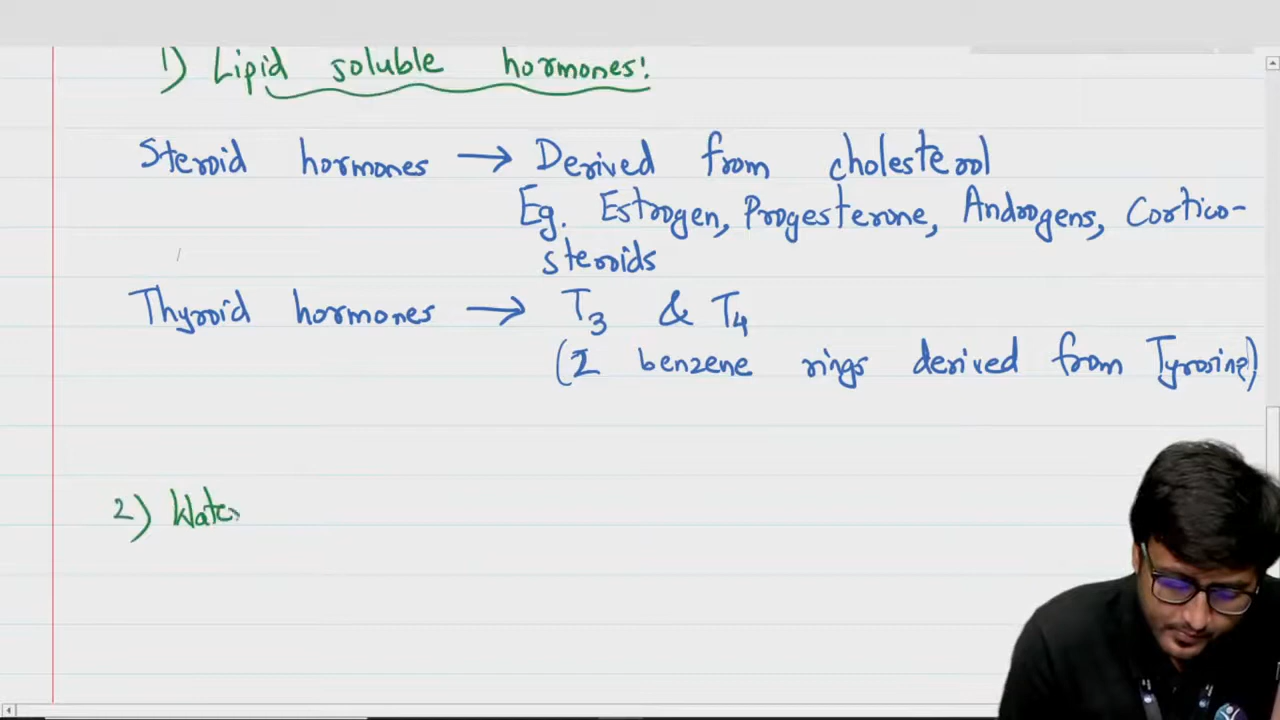 1) Lipid soluble hormones:
Steroid hormones → Derived from cholesterol
Eg. Estrogen, Progesterone, Androgens, Cortico-
steroids
Thyroid hormones → T3 & T4
(2 benzene rings derived from Tyrosine)
2) Water